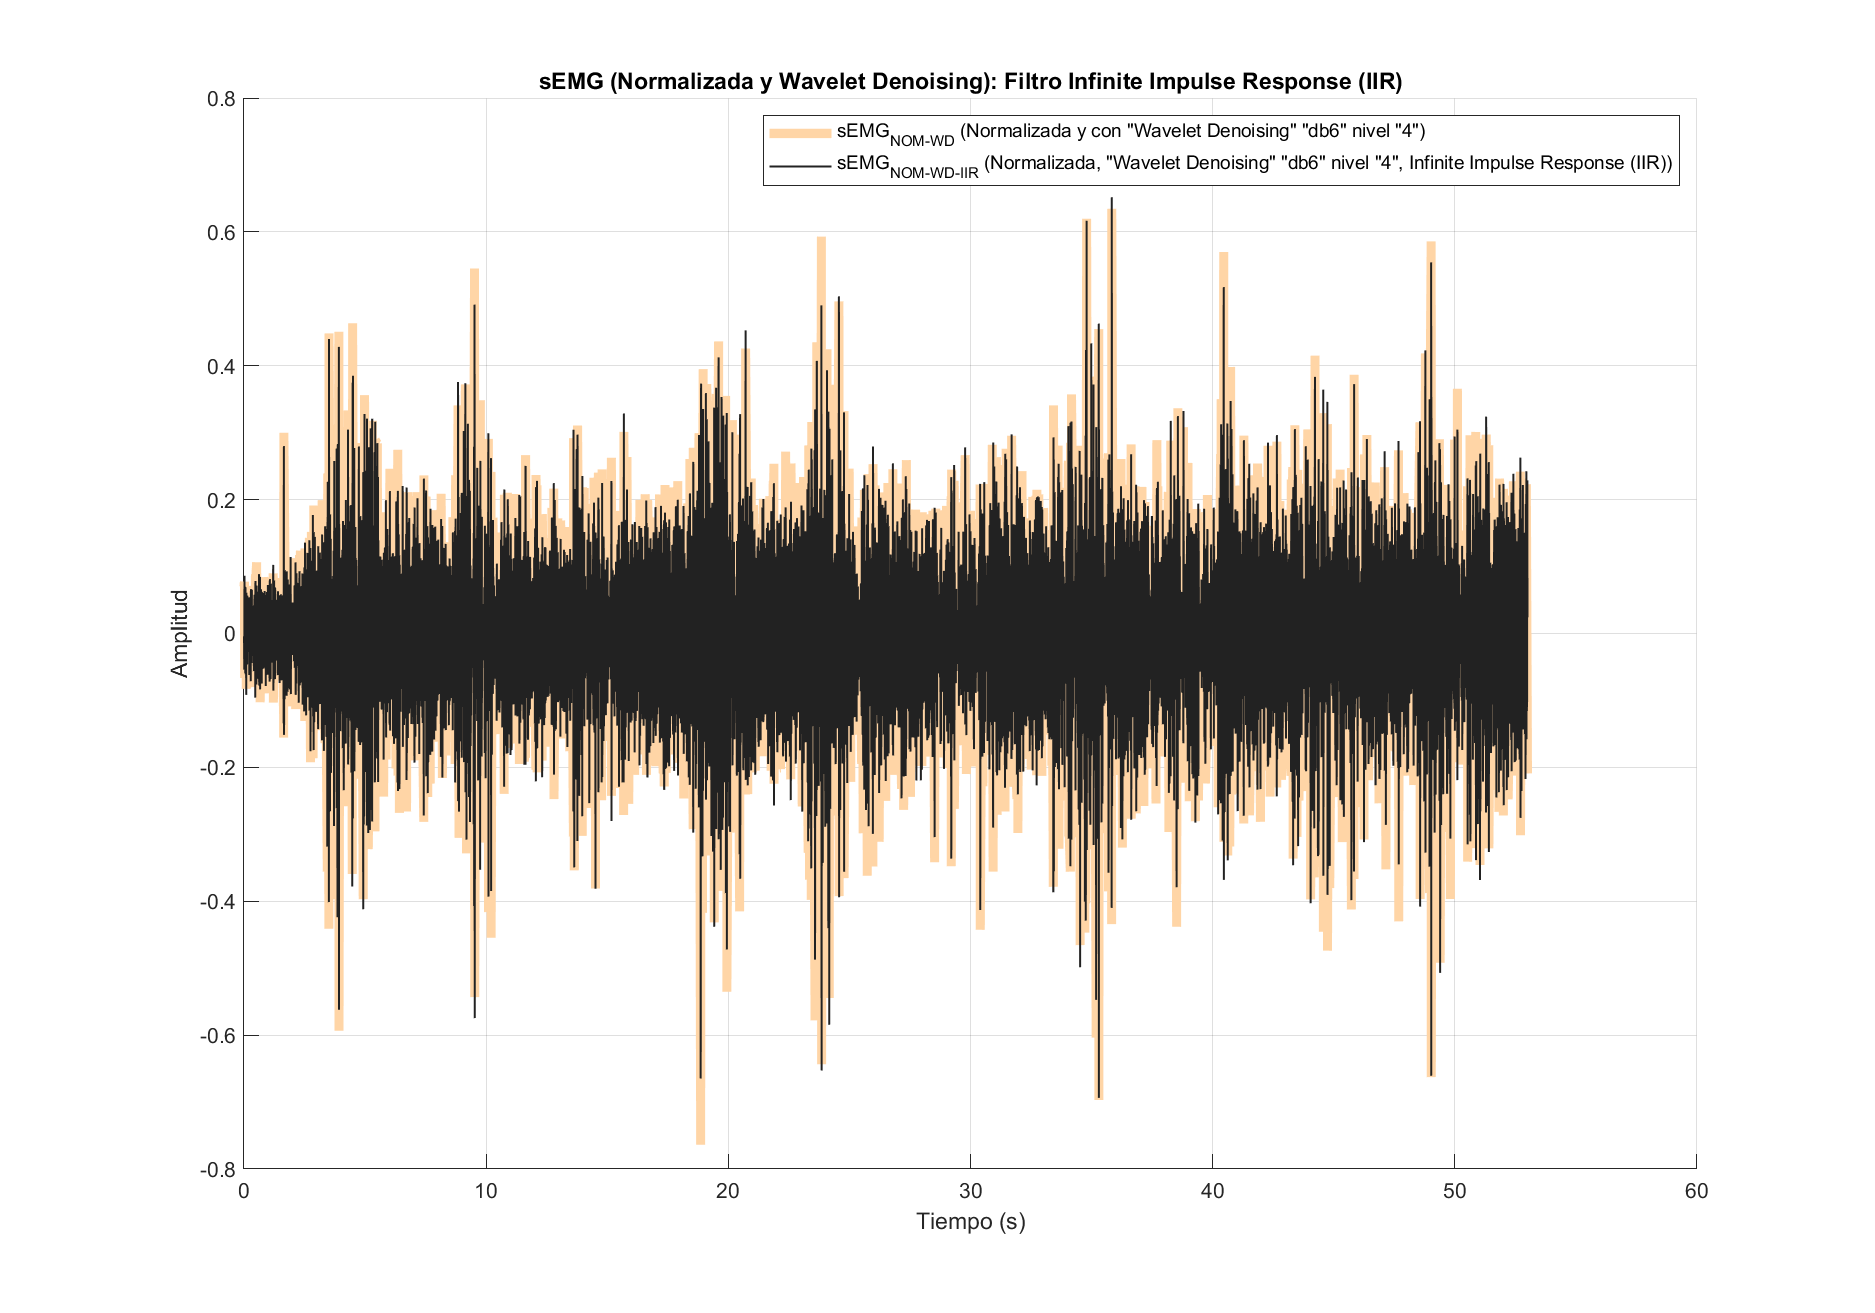 sEMG (Normalizada y Wavelet Denoising): Filtro Infinite Impulse Response (IIR)
sEMG_NOM-WD (Normalizada y con "Wavelet Denoising" "db6" nivel "4")
sEMG_NOM-WD-IIR (Normalizada, "Wavelet Denoising" "db6" nivel "4", Infinite Impulse Response (IIR))
0.8
0.6
0.4
0.2
0
-0.2
-0.4
-0.6
-0.8
Amplitud
0 10 20 30 40 50 60
Tiempo (s)